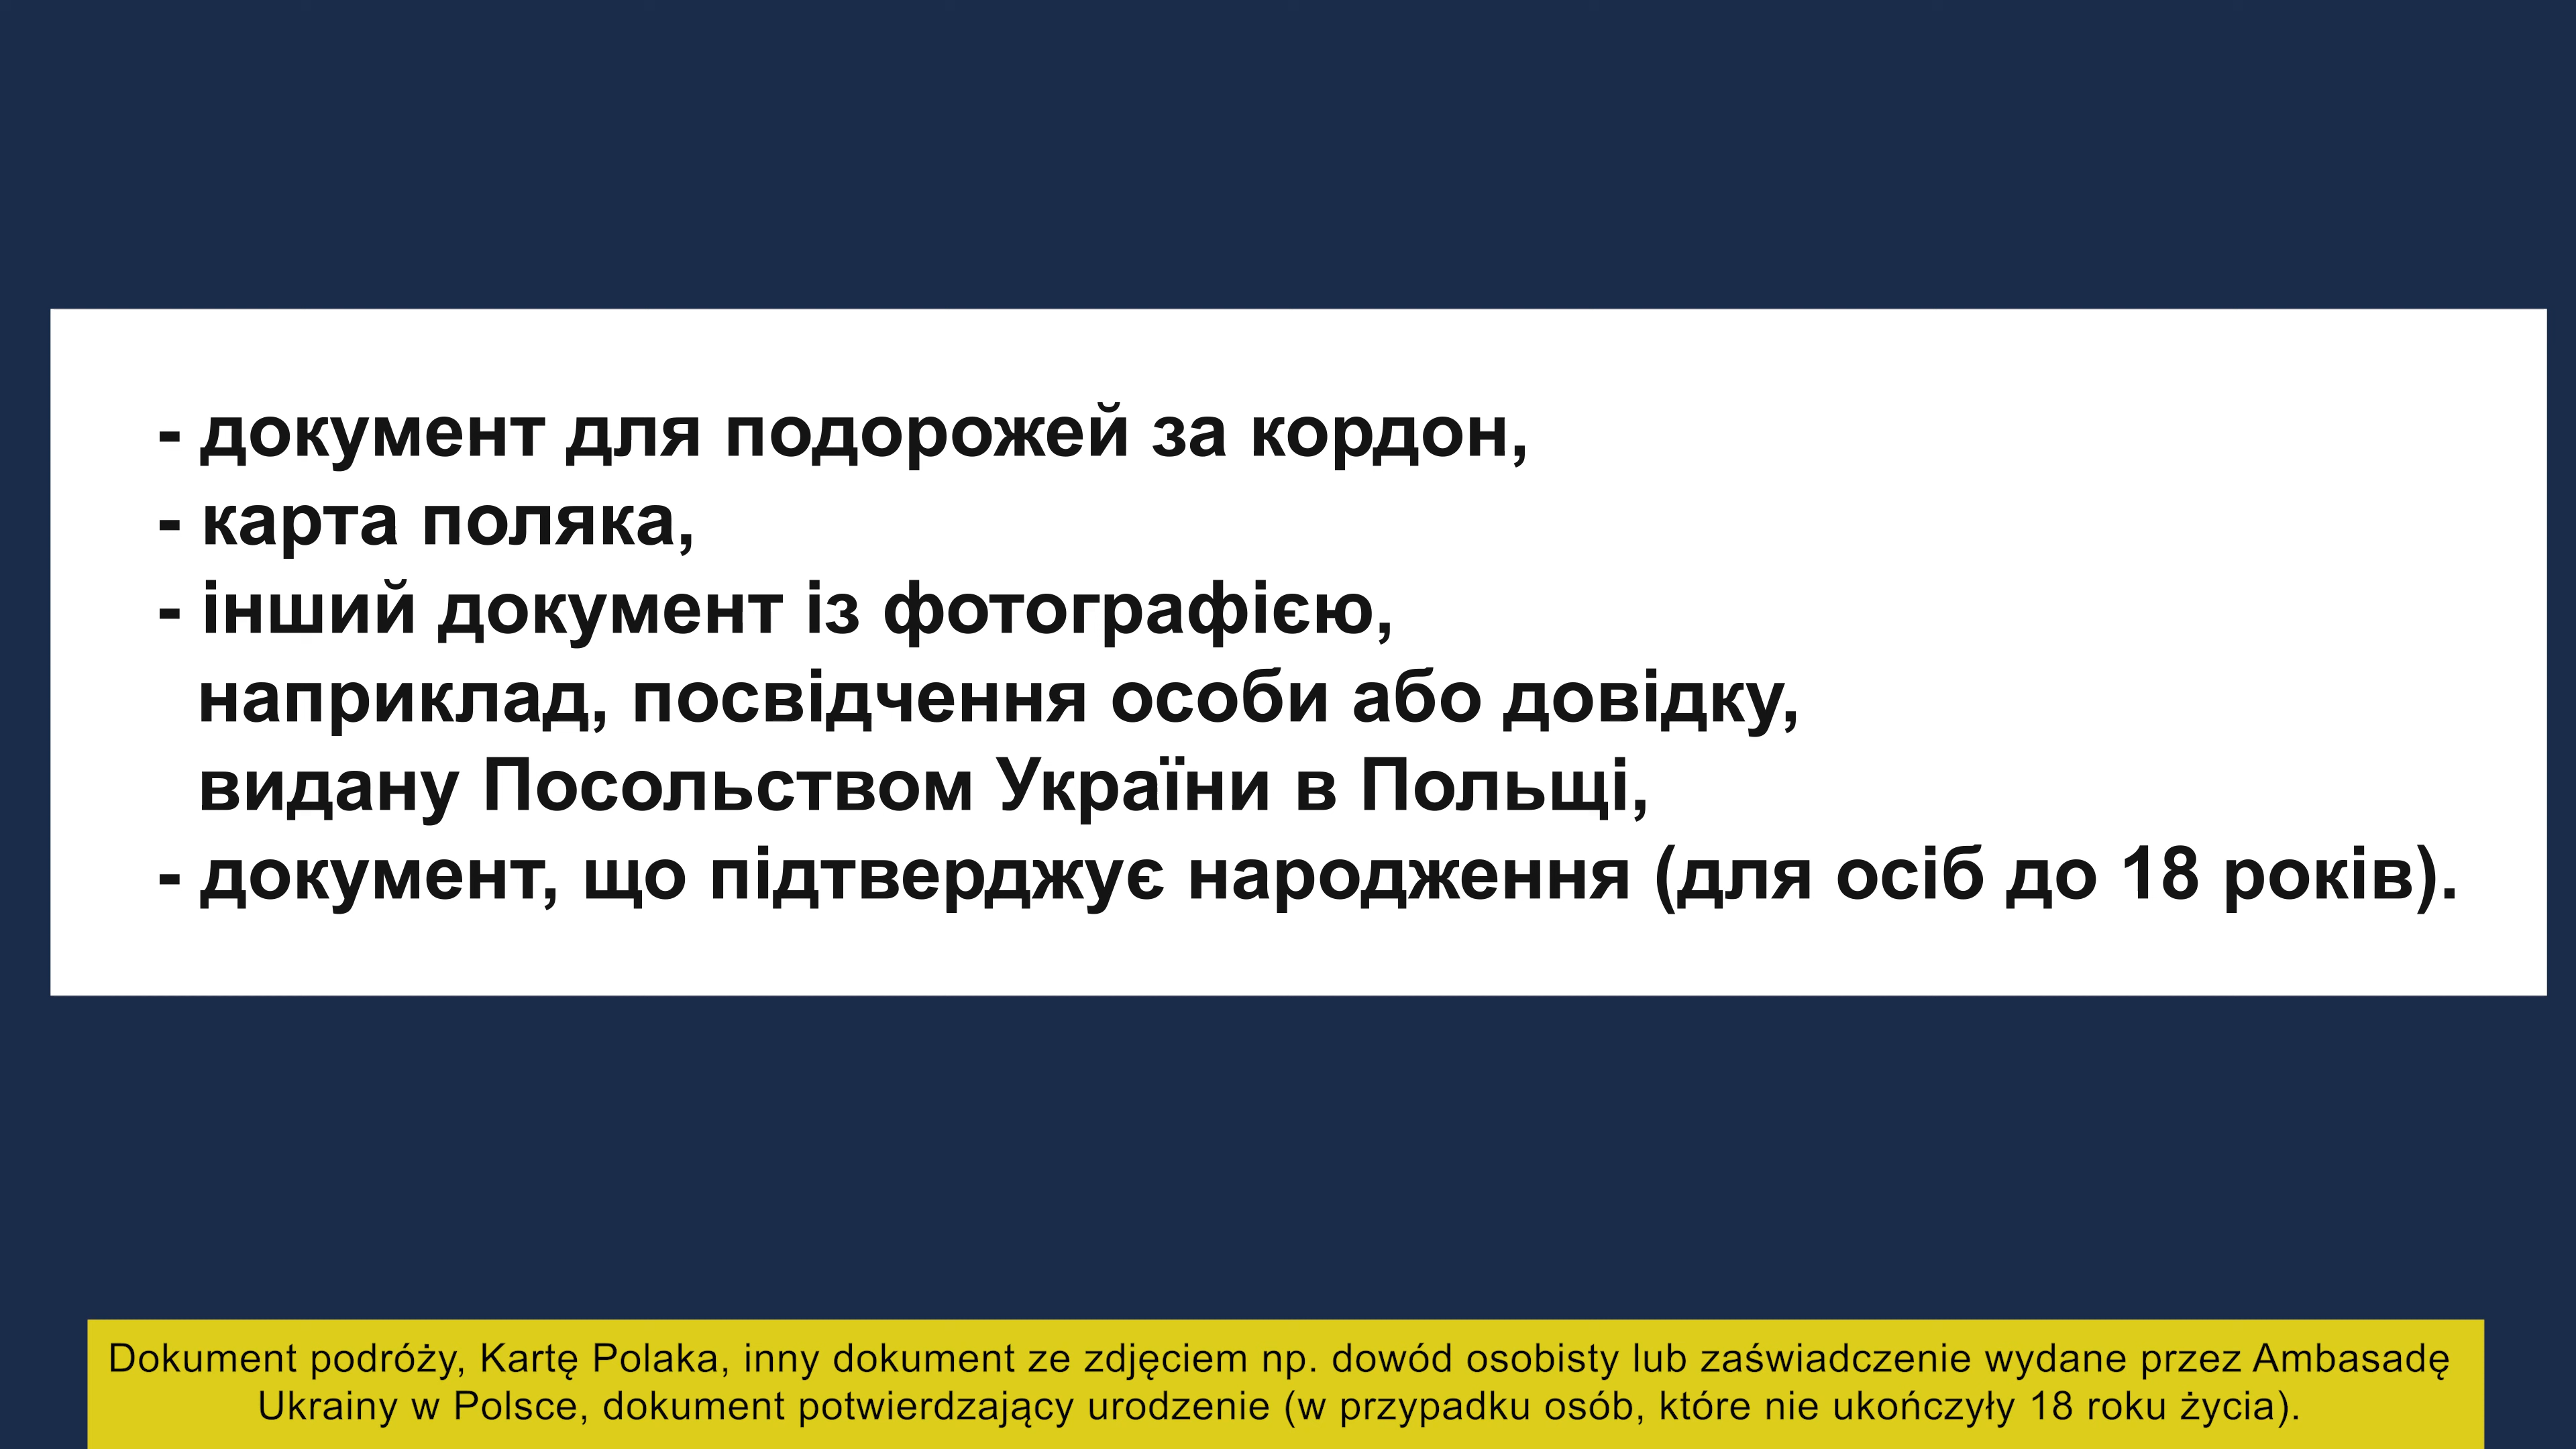 - документ для подорожей за кордон,
- карта поляка,
- інший документ із фотографією,
наприклад, посвідчення особи або довідку,
видану Посольством України в Польщі,
- документ, що підтверджує народження (для осіб до 18 років).
Dokument podróży, Kartę Polaka, inny dokument ze zdjęciem np. dowód osobisty lub zaświadczenie wydane przez Ambasadę
Ukrainy w Polsce, dokument potwierdzający urodzenie (w przypadku osób, które nie ukończyły 18 roku życia).